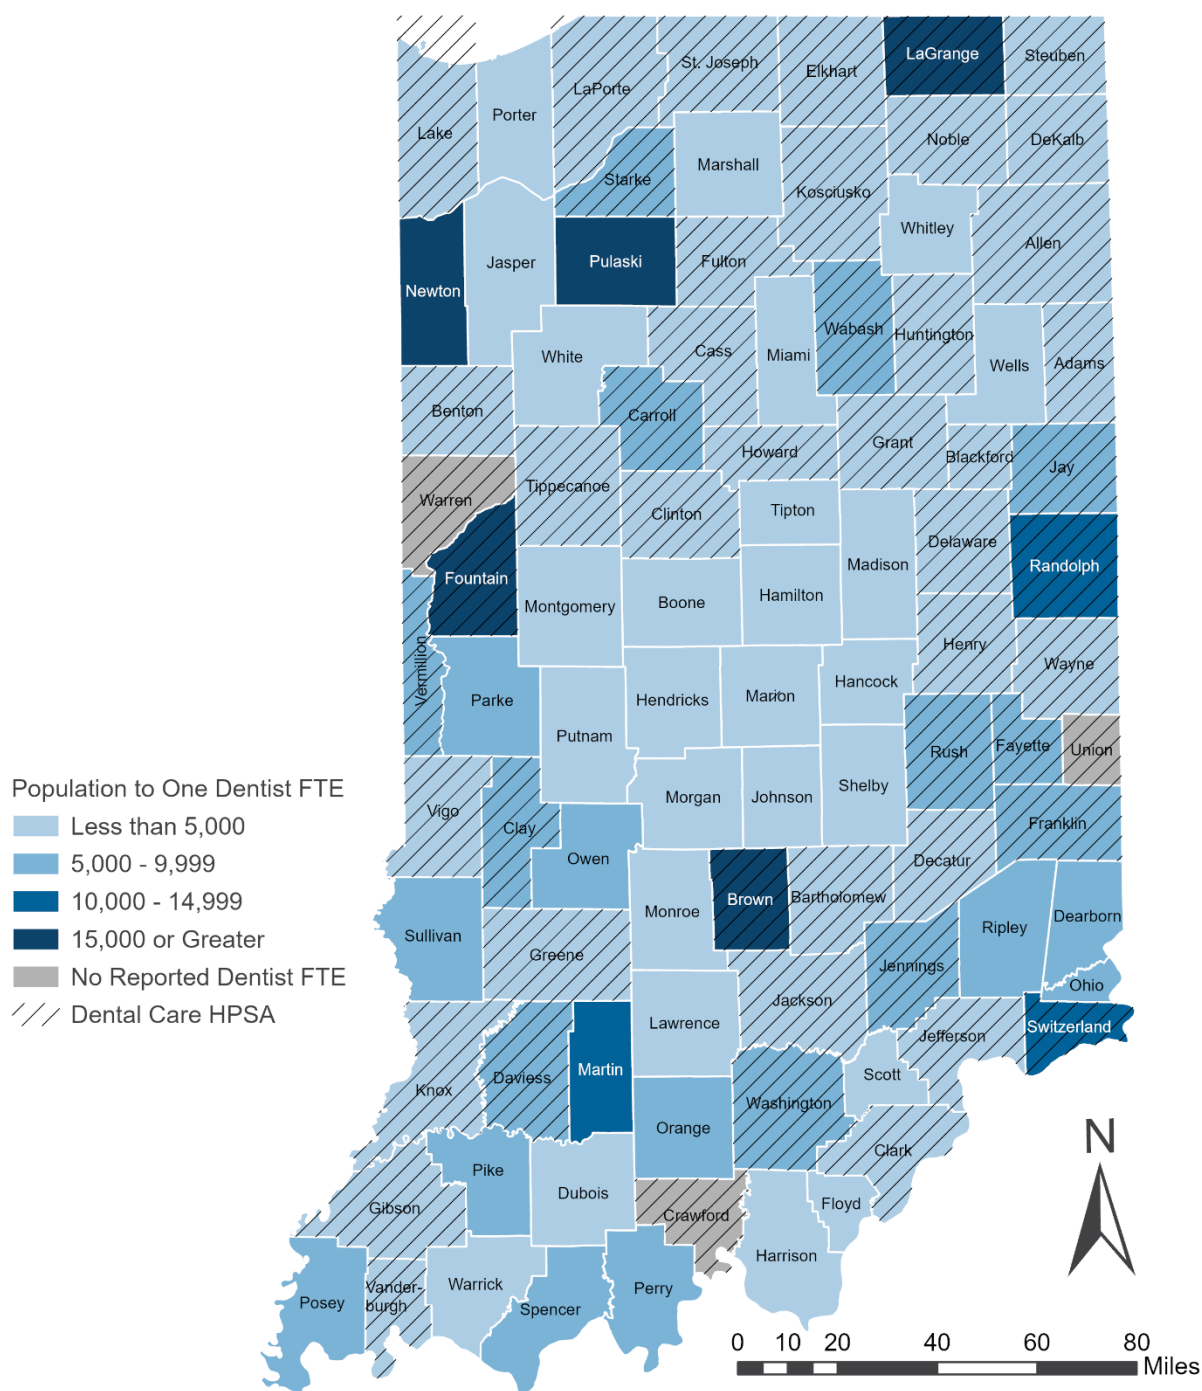 LaGrange
Steuben
St. Joseph
Elkhart
LaPorte
Porter
Lake
Noble
DeKalb
Marshall
Starke
Kosciusko
Whitley
Allen
Jasper
Pulaski
Fulton
Newton
Wabash
Huntington
White
Cass
Miami
Wells
Adams
Benton
Carroll
Howard
Grant
Blackford
Jay
Warren
Tippecanoe
Clinton
Tipton
Delaware
Madison
Randolph
Fountain
Montgomery
Boone
Hamilton
Henry
Wayne
Vermillion
Parke
Hendricks
Marion
Hancock
Putnam
Rush
Fayette
Union
Population to One Dentist FTE
Less than 5,000
5,000 - 9,999
10,000 - 14,999
15,000 or Greater
No Reported Dentist FTE
Dental Care HPSA
Vigo
Clay
Morgan
Johnson
Shelby
Franklin
Owen
Decatur
Brown
Bartholomew
Monroe
Sullivan
Ripley
Dearborn
Greene
Jennings
Ohio
Jackson
Lawrence
Jefferson
Switzerland
Martin
Daviess
Knox
Scott
Washington
Orange
Clark
Pike
Dubois
Floyd
Gibson
Crawford
Harrison
Warrick
Vander-
burgh
Posey
Spencer
Perry
N
0 10 20 40 60 80
Miles